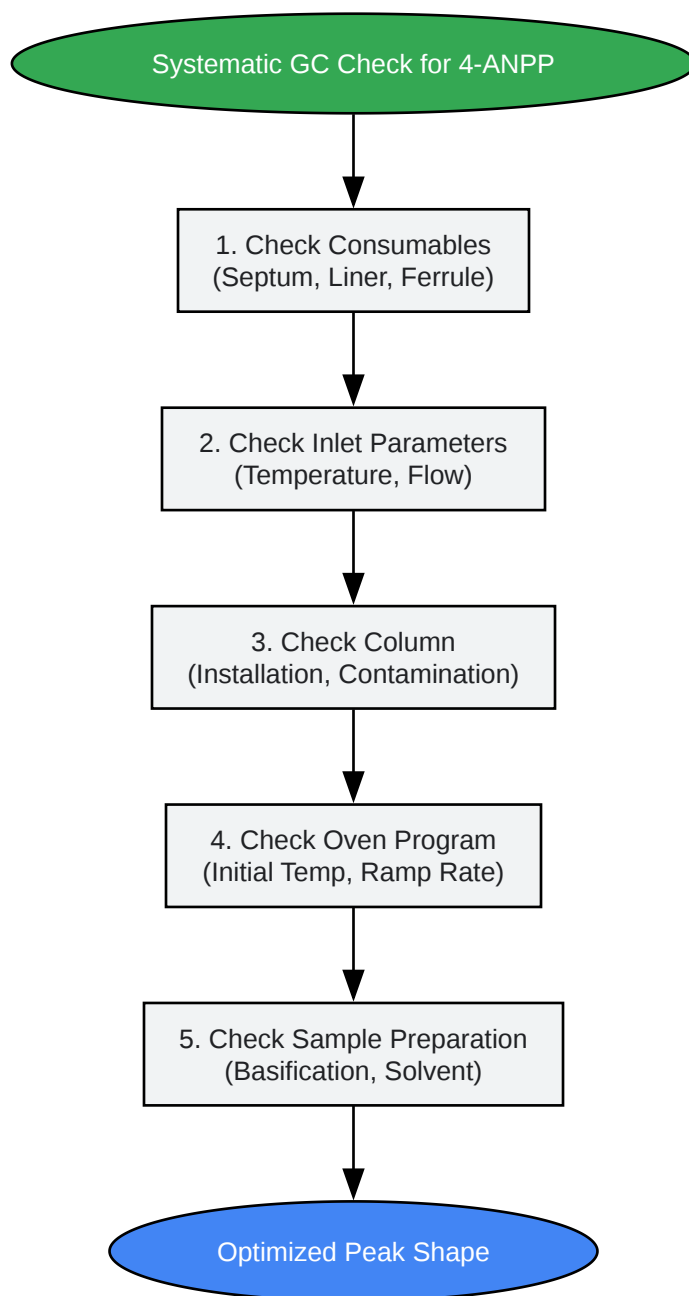 Systematic GC Check for 4-ANPP
1. Check Consumables
(Septum, Liner, Ferrule)
2. Check Inlet Parameters
(Temperature, Flow)
3. Check Column
(Installation, Contamination)
4. Check Oven Program
(Initial Temp, Ramp Rate)
5. Check Sample Preparation
(Basification, Solvent)
Optimized Peak Shape